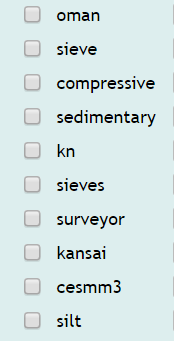 oman
sieve
compressive
sedimentary
kn
sieves
surveyor
kansai
cesmm3
silt